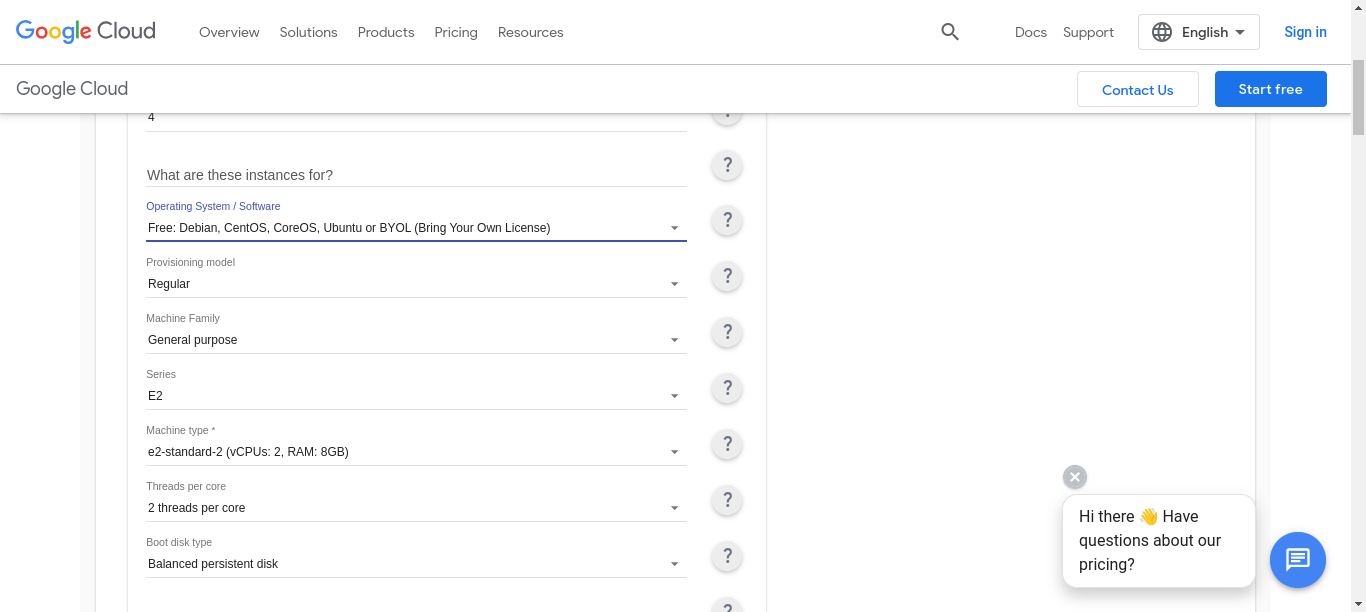 Google Cloud
Overview Solutions Products Pricing Resources
Docs Support English Sign in
Google Cloud
Contact Us Start free
4 ?
What are these instances for? ?
Operating System / Software
Free: Debian, CentOS, CoreOS, Ubuntu or BYOL (Bring Your Own License) ?
Provisioning model
Regular ?
Machine Family
General purpose ?
Series
E2 ?
Machine type *
e2-standard-2 (vCPUs: 2, RAM: 8GB) ?
Threads per core
2 threads per core ?
Boot disk type
Balanced persistent disk ?
?
Hi there 👋 Have
questions about our
pricing?